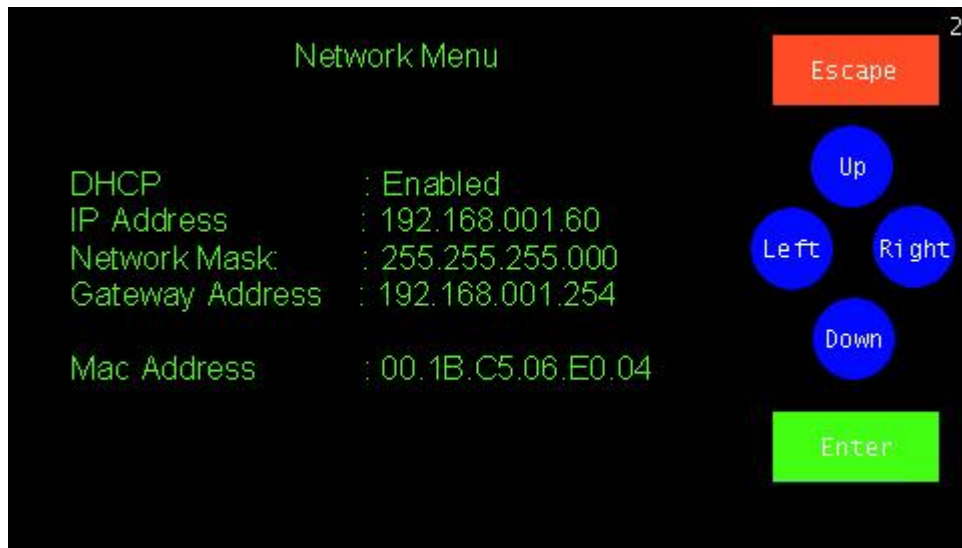 2
Network Menu
Escape
Up
DHCP : Enabled
IP Address : 192.168.001.60
Network Mask: : 255.255.255.000
Gateway Address : 192.168.001.254
Left Right
Down
Mac Address : 00.1B.C5.06.E0.04
Enter